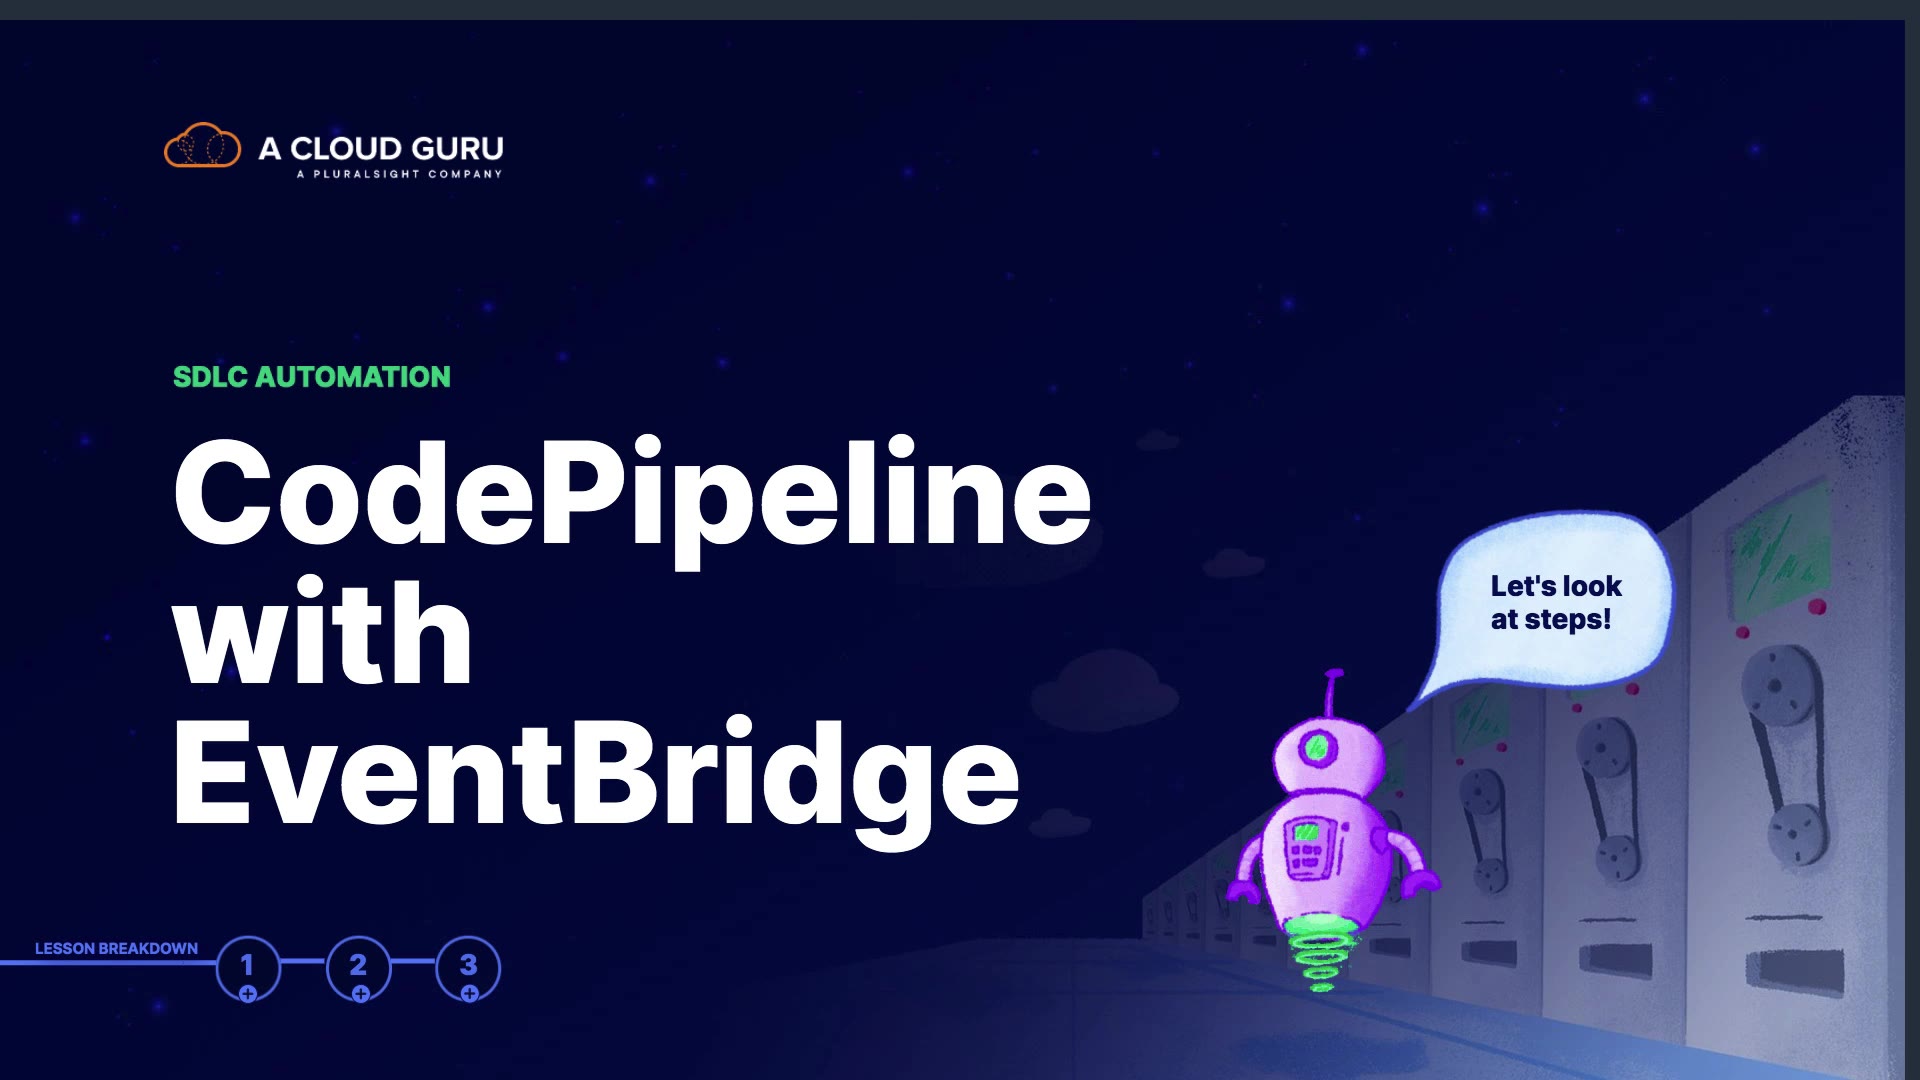 A CLOUD GURU
A PLURALSIGHT COMPANY
SDLC AUTOMATION
CodePipeline
with
EventBridge
Let's look
at steps!
LESSON BREAKDOWN
1
2
3